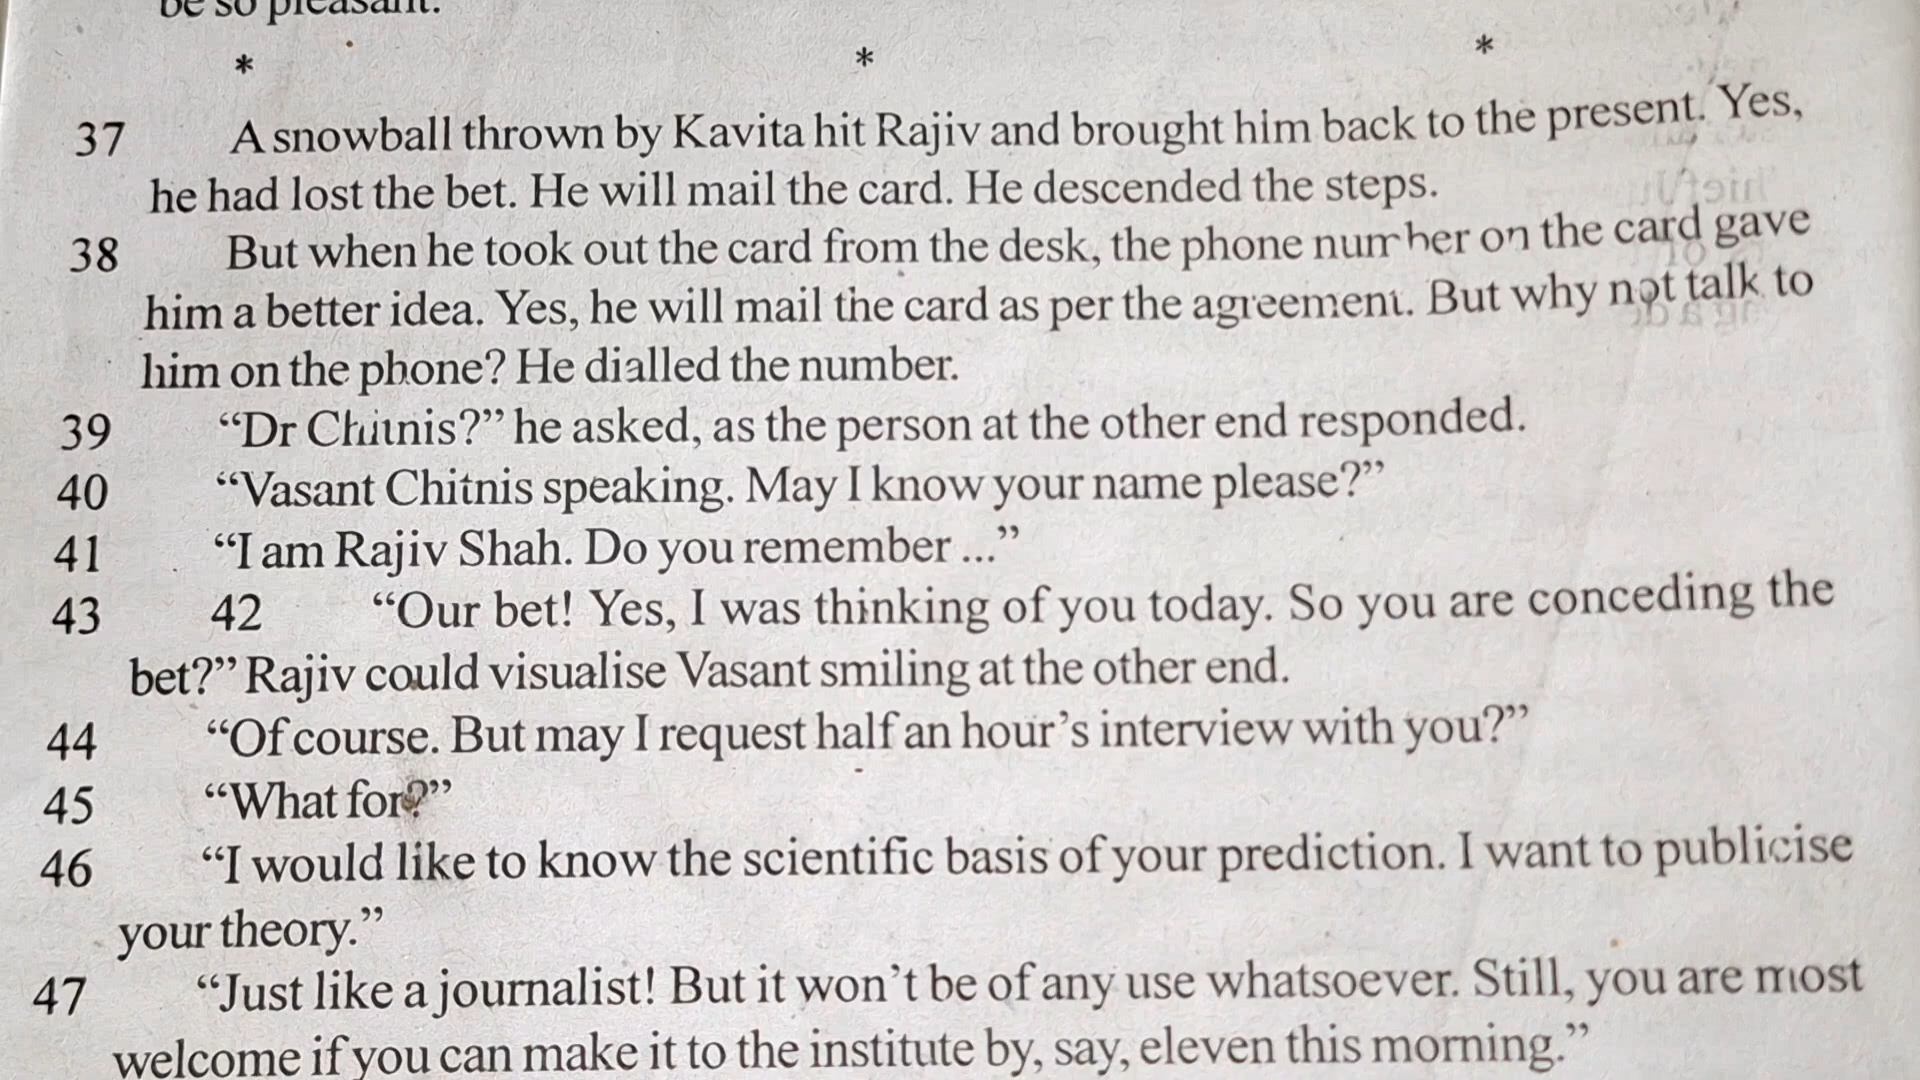 be so pleasant.
* * *
37 A snowball thrown by Kavita hit Rajiv and brought him back to the present. Yes,
he had lost the bet. He will mail the card. He descended the steps.
38 But when he took out the card from the desk, the phone number on the card gave
him a better idea. Yes, he will mail the card as per the agreement. But why not talk to
him on the phone? He dialled the number.
39 “Dr Chitnis?” he asked, as the person at the other end responded.
40 “Vasant Chitnis speaking. May I know your name please?”
41 “I am Rajiv Shah. Do you remember ...”
43 42 “Our bet! Yes, I was thinking of you today. So you are conceding the
bet?” Rajiv could visualise Vasant smiling at the other end.
44 “Of course. But may I request half an hour’s interview with you?”
45 “What for?”
46 “I would like to know the scientific basis of your prediction. I want to publicise
your theory.”
47 “Just like a journalist! But it won’t be of any use whatsoever. Still, you are most
welcome if you can make it to the institute by, say, eleven this morning.”